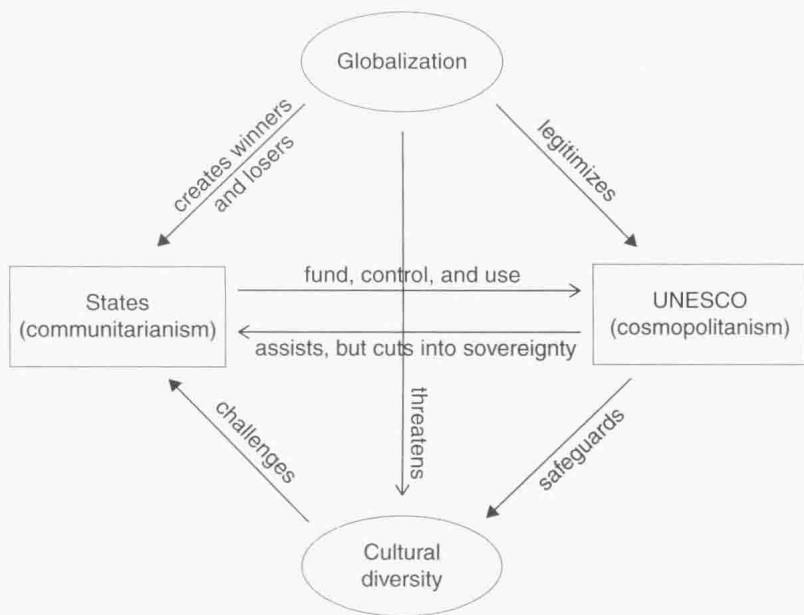 Globalization
creates winners
and losers
legitimizes
fund, control, and use
States
(communitarianism)
UNESCO
(cosmopolitanism)
assists, but cuts into sovereignty
challenges
threatens
safeguards
Cultural
diversity